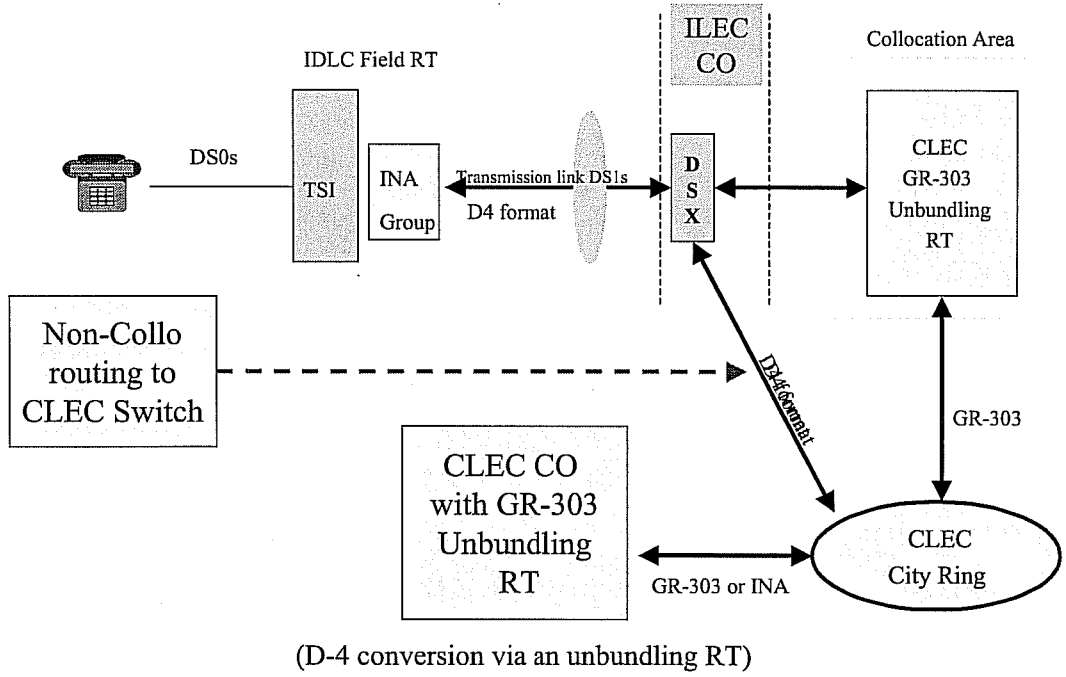 ILEC
CO
Collocation Area
IDLC Field RT
DS0s
TSI
INA
Group
Transmission link DS1s
D4 format
D
S
X
CLEC
GR-303
Unbundling
RT
Non-Collo
routing to
CLEC Switch
D4 format
GR-303
CLEC CO
with GR-303
Unbundling
RT
GR-303 or INA
CLEC
City Ring
(D-4 conversion via an unbundling RT)